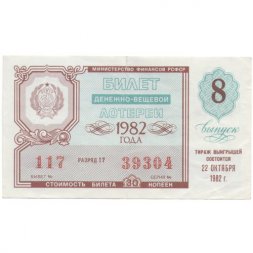 МИНИСТЕРСТВО ФИНАНСОВ РСФСР
БИЛЕТ
ДЕНЕЖНО-ВЕЩЕВОЙ
ЛОТЕРЕИ
1982
ГОДА
117 РАЗРЯД 17 39304
БИЛЕТ № СЕРИЯ №
СТОИМОСТЬ БИЛЕТА 30 КОПЕЕК
8
выпуск
ТИРАЖ ВЫИГРЫШЕЙ
СОСТОИТСЯ
22 ОКТЯБРЯ
1982 г.